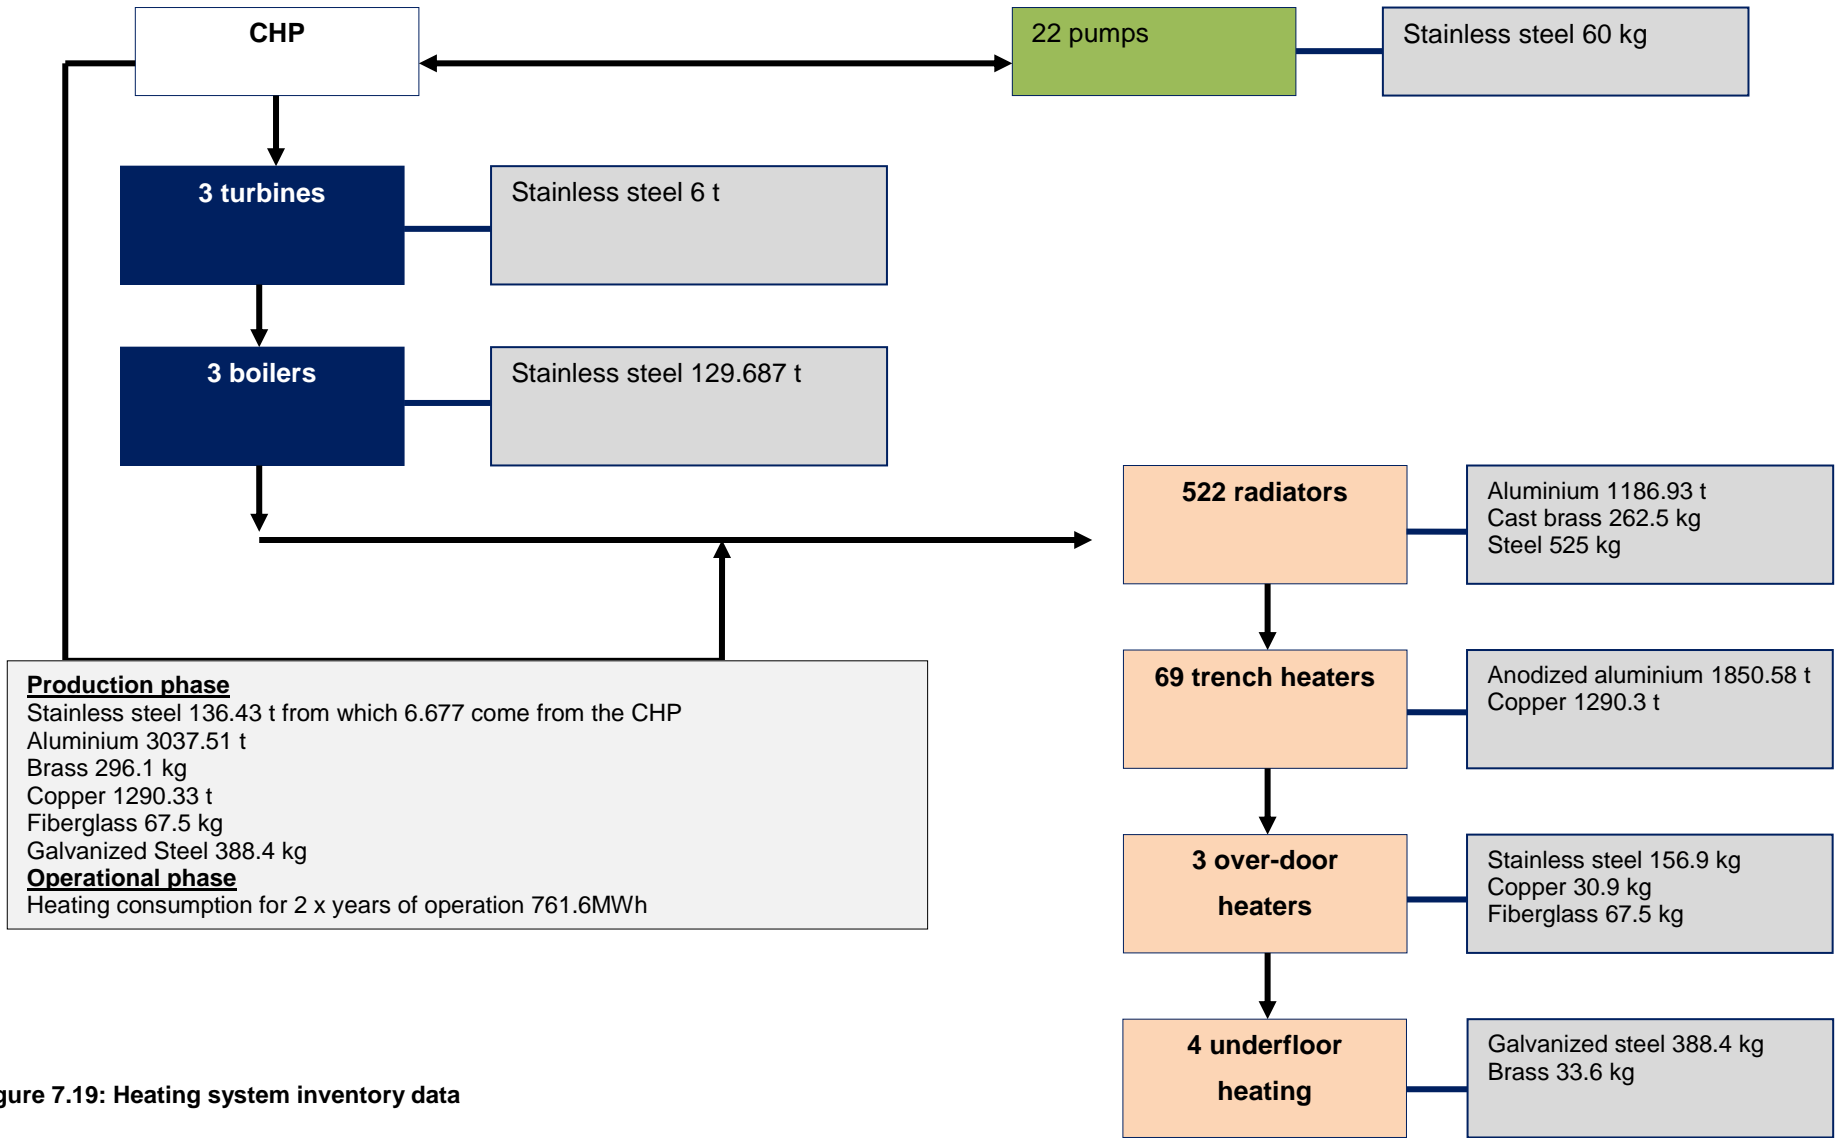 CHP
22 pumps
Stainless steel 60 kg
3 turbines
Stainless steel 6 t
3 boilers
Stainless steel 129.687 t
522 radiators
Aluminium 1186.93 t
Cast brass 262.5 kg
Steel 525 kg
69 trench heaters
Anodized aluminium 1850.58 t
Copper 1290.3 t
Production phase
Stainless steel 136.43 t from which 6.677 come from the CHP
Aluminium 3037.51 t
Brass 296.1 kg
Copper 1290.33 t
Fiberglass 67.5 kg
Galvanized Steel 388.4 kg
Operational phase
Heating consumption for 2 x years of operation 761.6MWh
3 over-door
heaters
Stainless steel 156.9 kg
Copper 30.9 kg
Fiberglass 67.5 kg
4 underfloor
heating
Galvanized steel 388.4 kg
Brass 33.6 kg
gure 7.19: Heating system inventory data